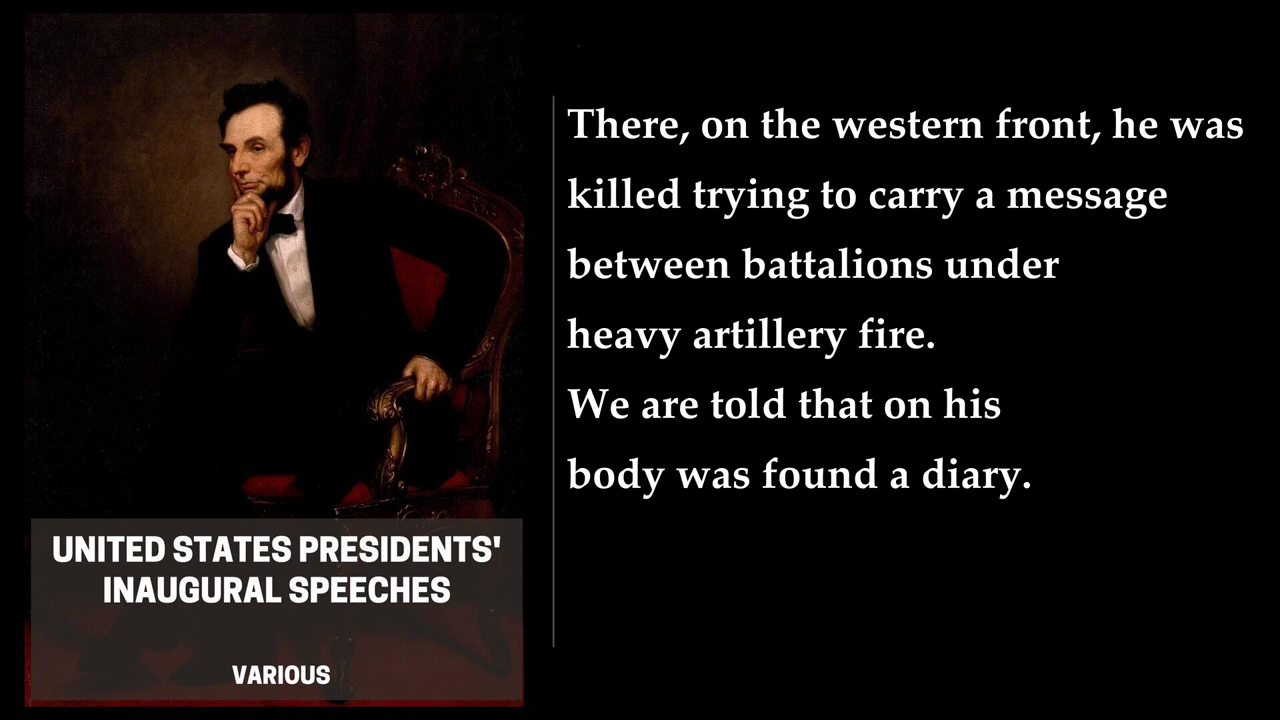 There, on the western front, he was
killed trying to carry a message
between battalions under
heavy artillery fire.
We are told that on his
body was found a diary.
UNITED STATES PRESIDENTS'
INAUGURAL SPEECHES
VARIOUS